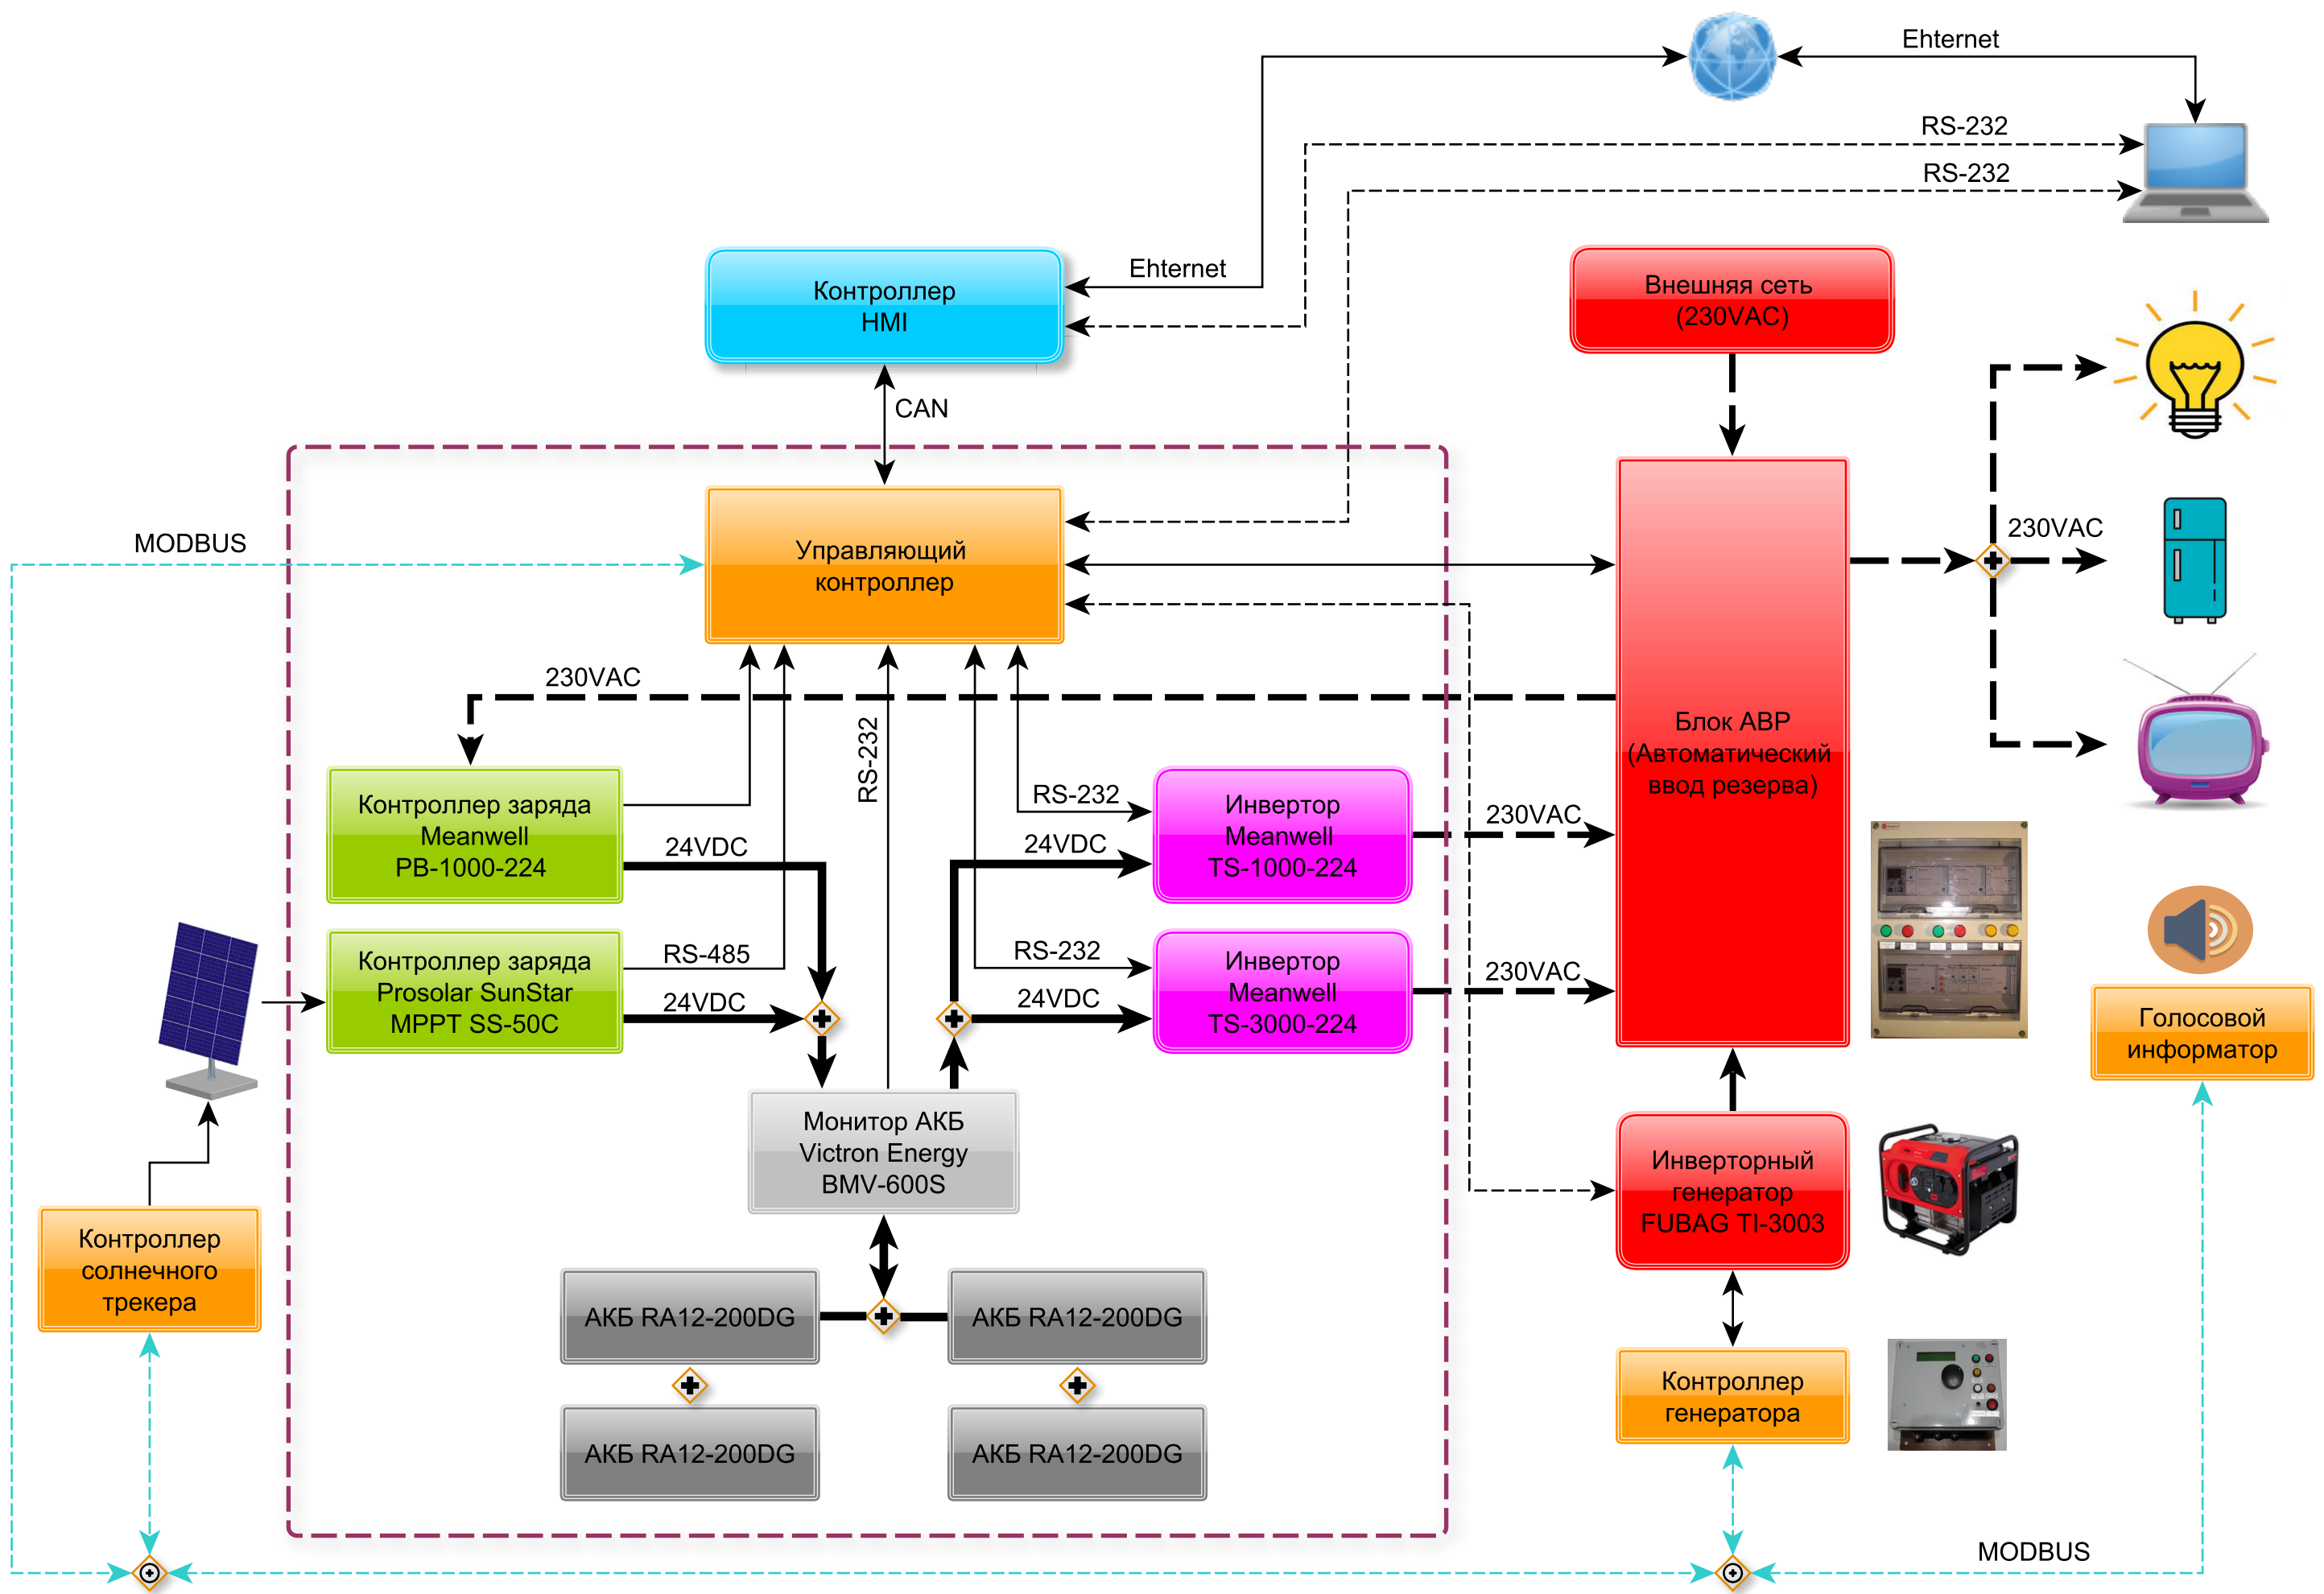 Ehternet
RS-232
RS-232
Ehternet
Контроллер
HMI
Внешняя сеть
(230VAC)
CAN
MODBUS
Управляющий
контроллер
230VAC
230VAC
RS-232
Блок АВР
(Автоматический
ввод резерва)
Контроллер заряда
Meanwell
PB-1000-224
24VDC
RS-232
24VDC
Инвертор
Meanwell
TS-1000-224
230VAC
Контроллер заряда
Prosolar SunStar
MPPT SS-50C
RS-485
24VDC
RS-232
24VDC
Инвертор
Meanwell
TS-3000-224
230VAC
Голосовой
информатор
Монитор АКБ
Victron Energy
BMV-600S
Инверторный
генератор
FUBAG TI-3003
Контроллер
солнечного
трекера
АКБ RA12-200DG
АКБ RA12-200DG
АКБ RA12-200DG
АКБ RA12-200DG
Контроллер
генератора
MODBUS